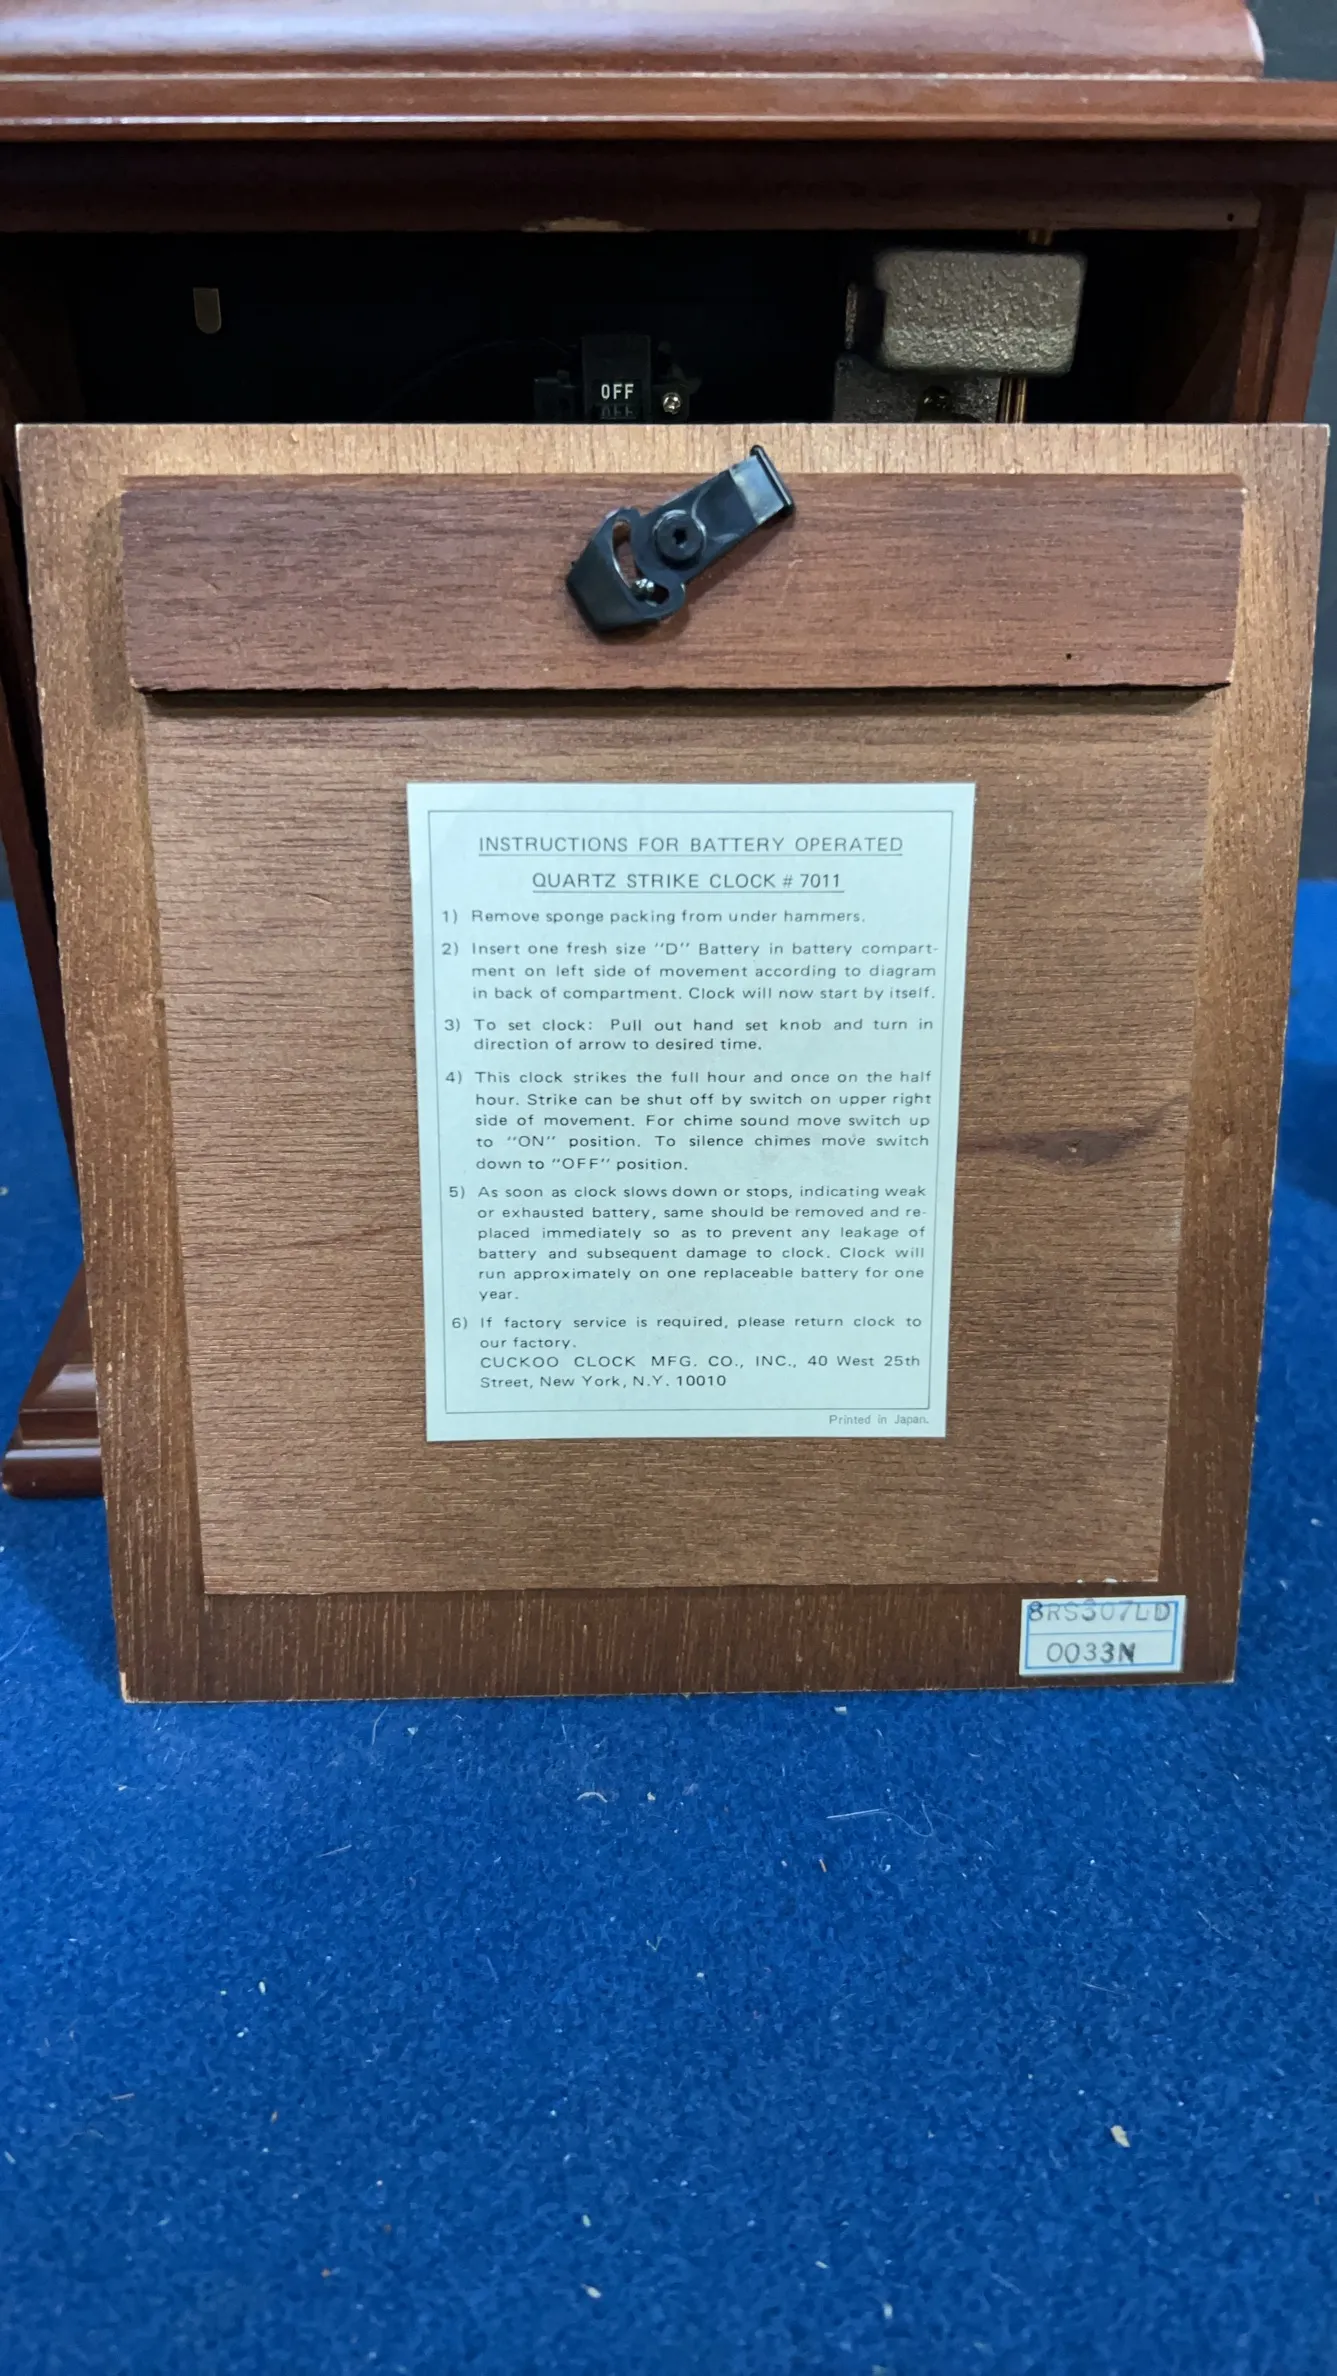 OFF
INSTRUCTIONS FOR BATTERY OPERATED
QUARTZ STRIKE CLOCK # 7011
1) Remove sponge packing from under hammers.
2) Insert one fresh size "D" Battery in battery compart-
ment on left side of movement according to diagram
in back of compartment. Clock will now start by itself.
3) To set clock: Pull out hand set knob and turn in
direction of arrow to desired time.
4) This clock strikes the full hour and once on the half
hour. Strike can be shut off by switch on upper right
side of movement. For chime sound move switch up
to "ON" position. To silence chimes move switch
down to "OFF" position.
5) As soon as clock slows down or stops, indicating weak
or exhausted battery, same should be removed and re-
placed immediately so as to prevent any leakage of
battery and subsequent damage to clock. Clock will
run approximately on one replaceable battery for one
year.
6) If factory service is required, please return clock to
our factory.
CUCKOO CLOCK MFG. CO., INC., 40 West 25th
Street, New York, N.Y. 10010
Printed in Japan.
8RS307LD
0033N